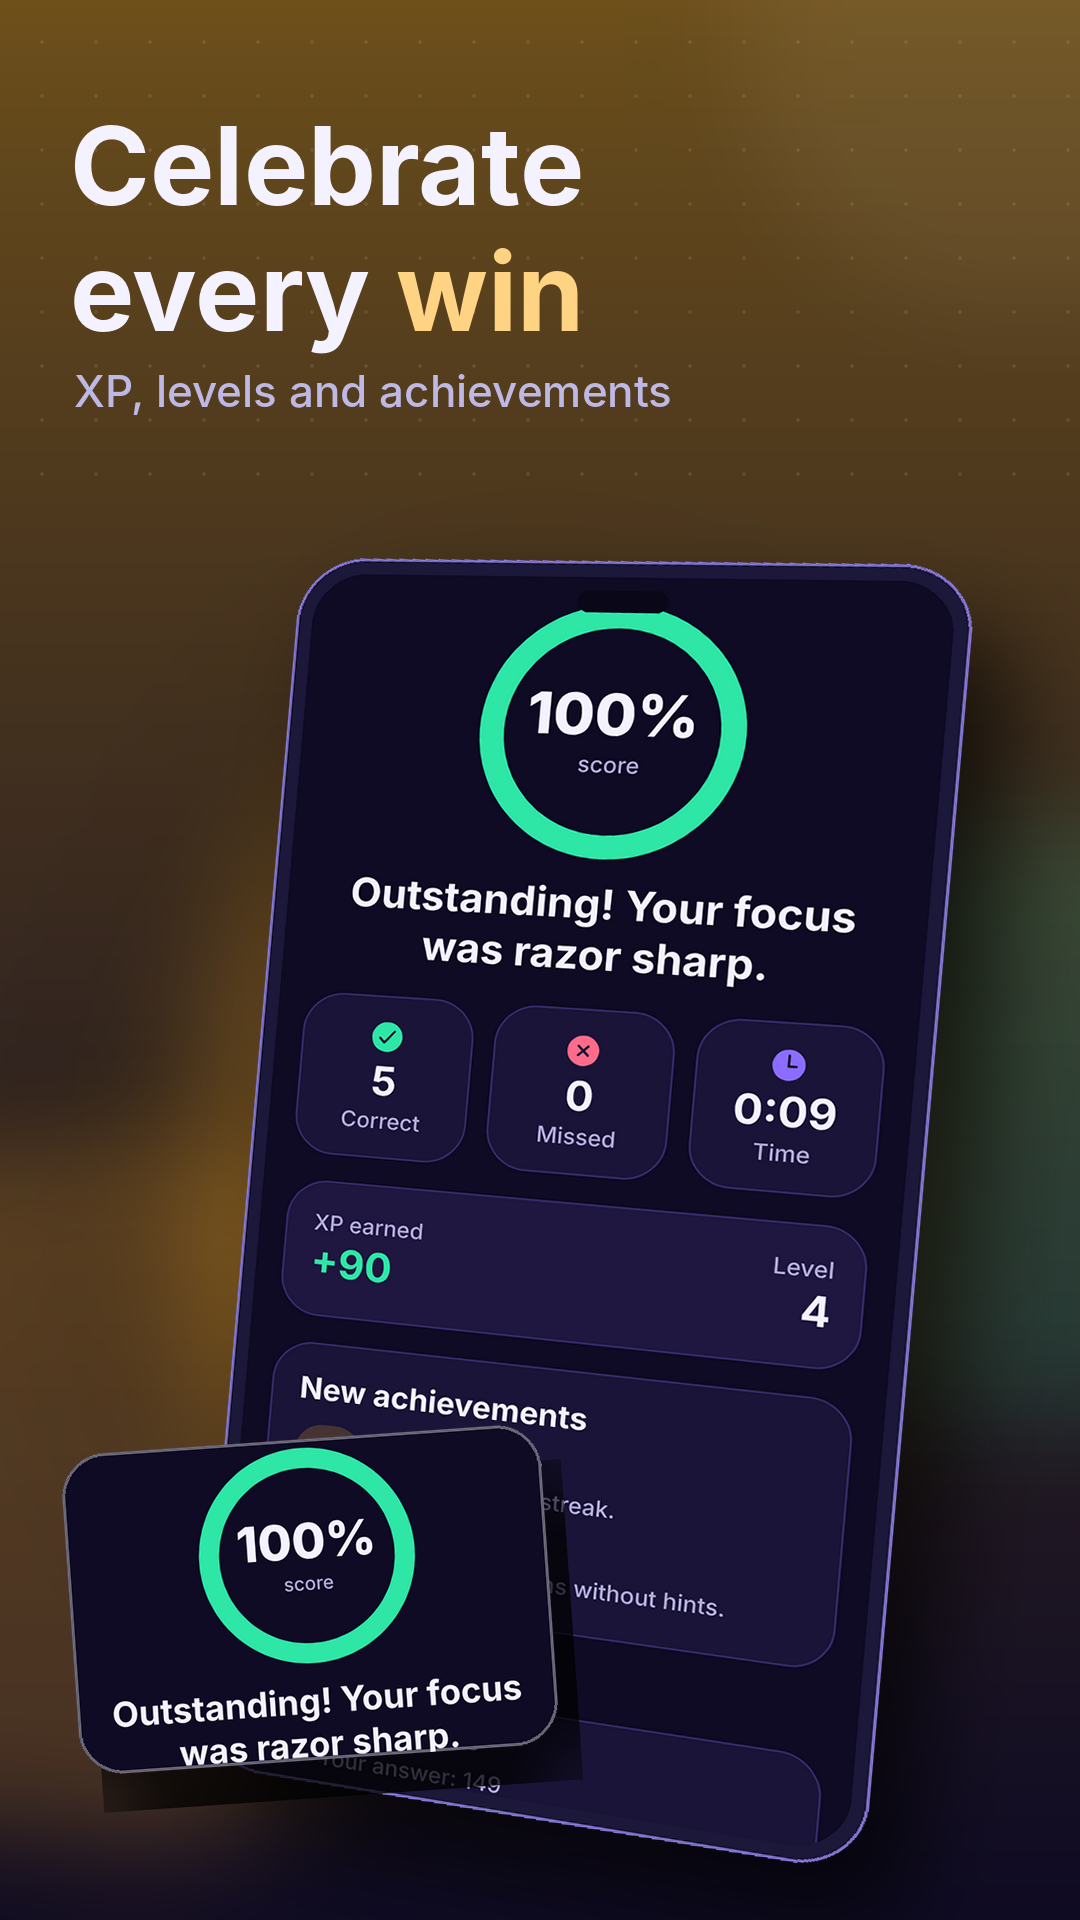 Celebrate
every win
XP, levels and achievements
100%
score
Outstanding! Your focus
was razor sharp.
5
Correct
0
Missed
0:09
Time
XP earned
+90
Level
4
New achievements
streak.
without hints.
100%
score
Outstanding! Your focus
was razor sharp.
answer: 149